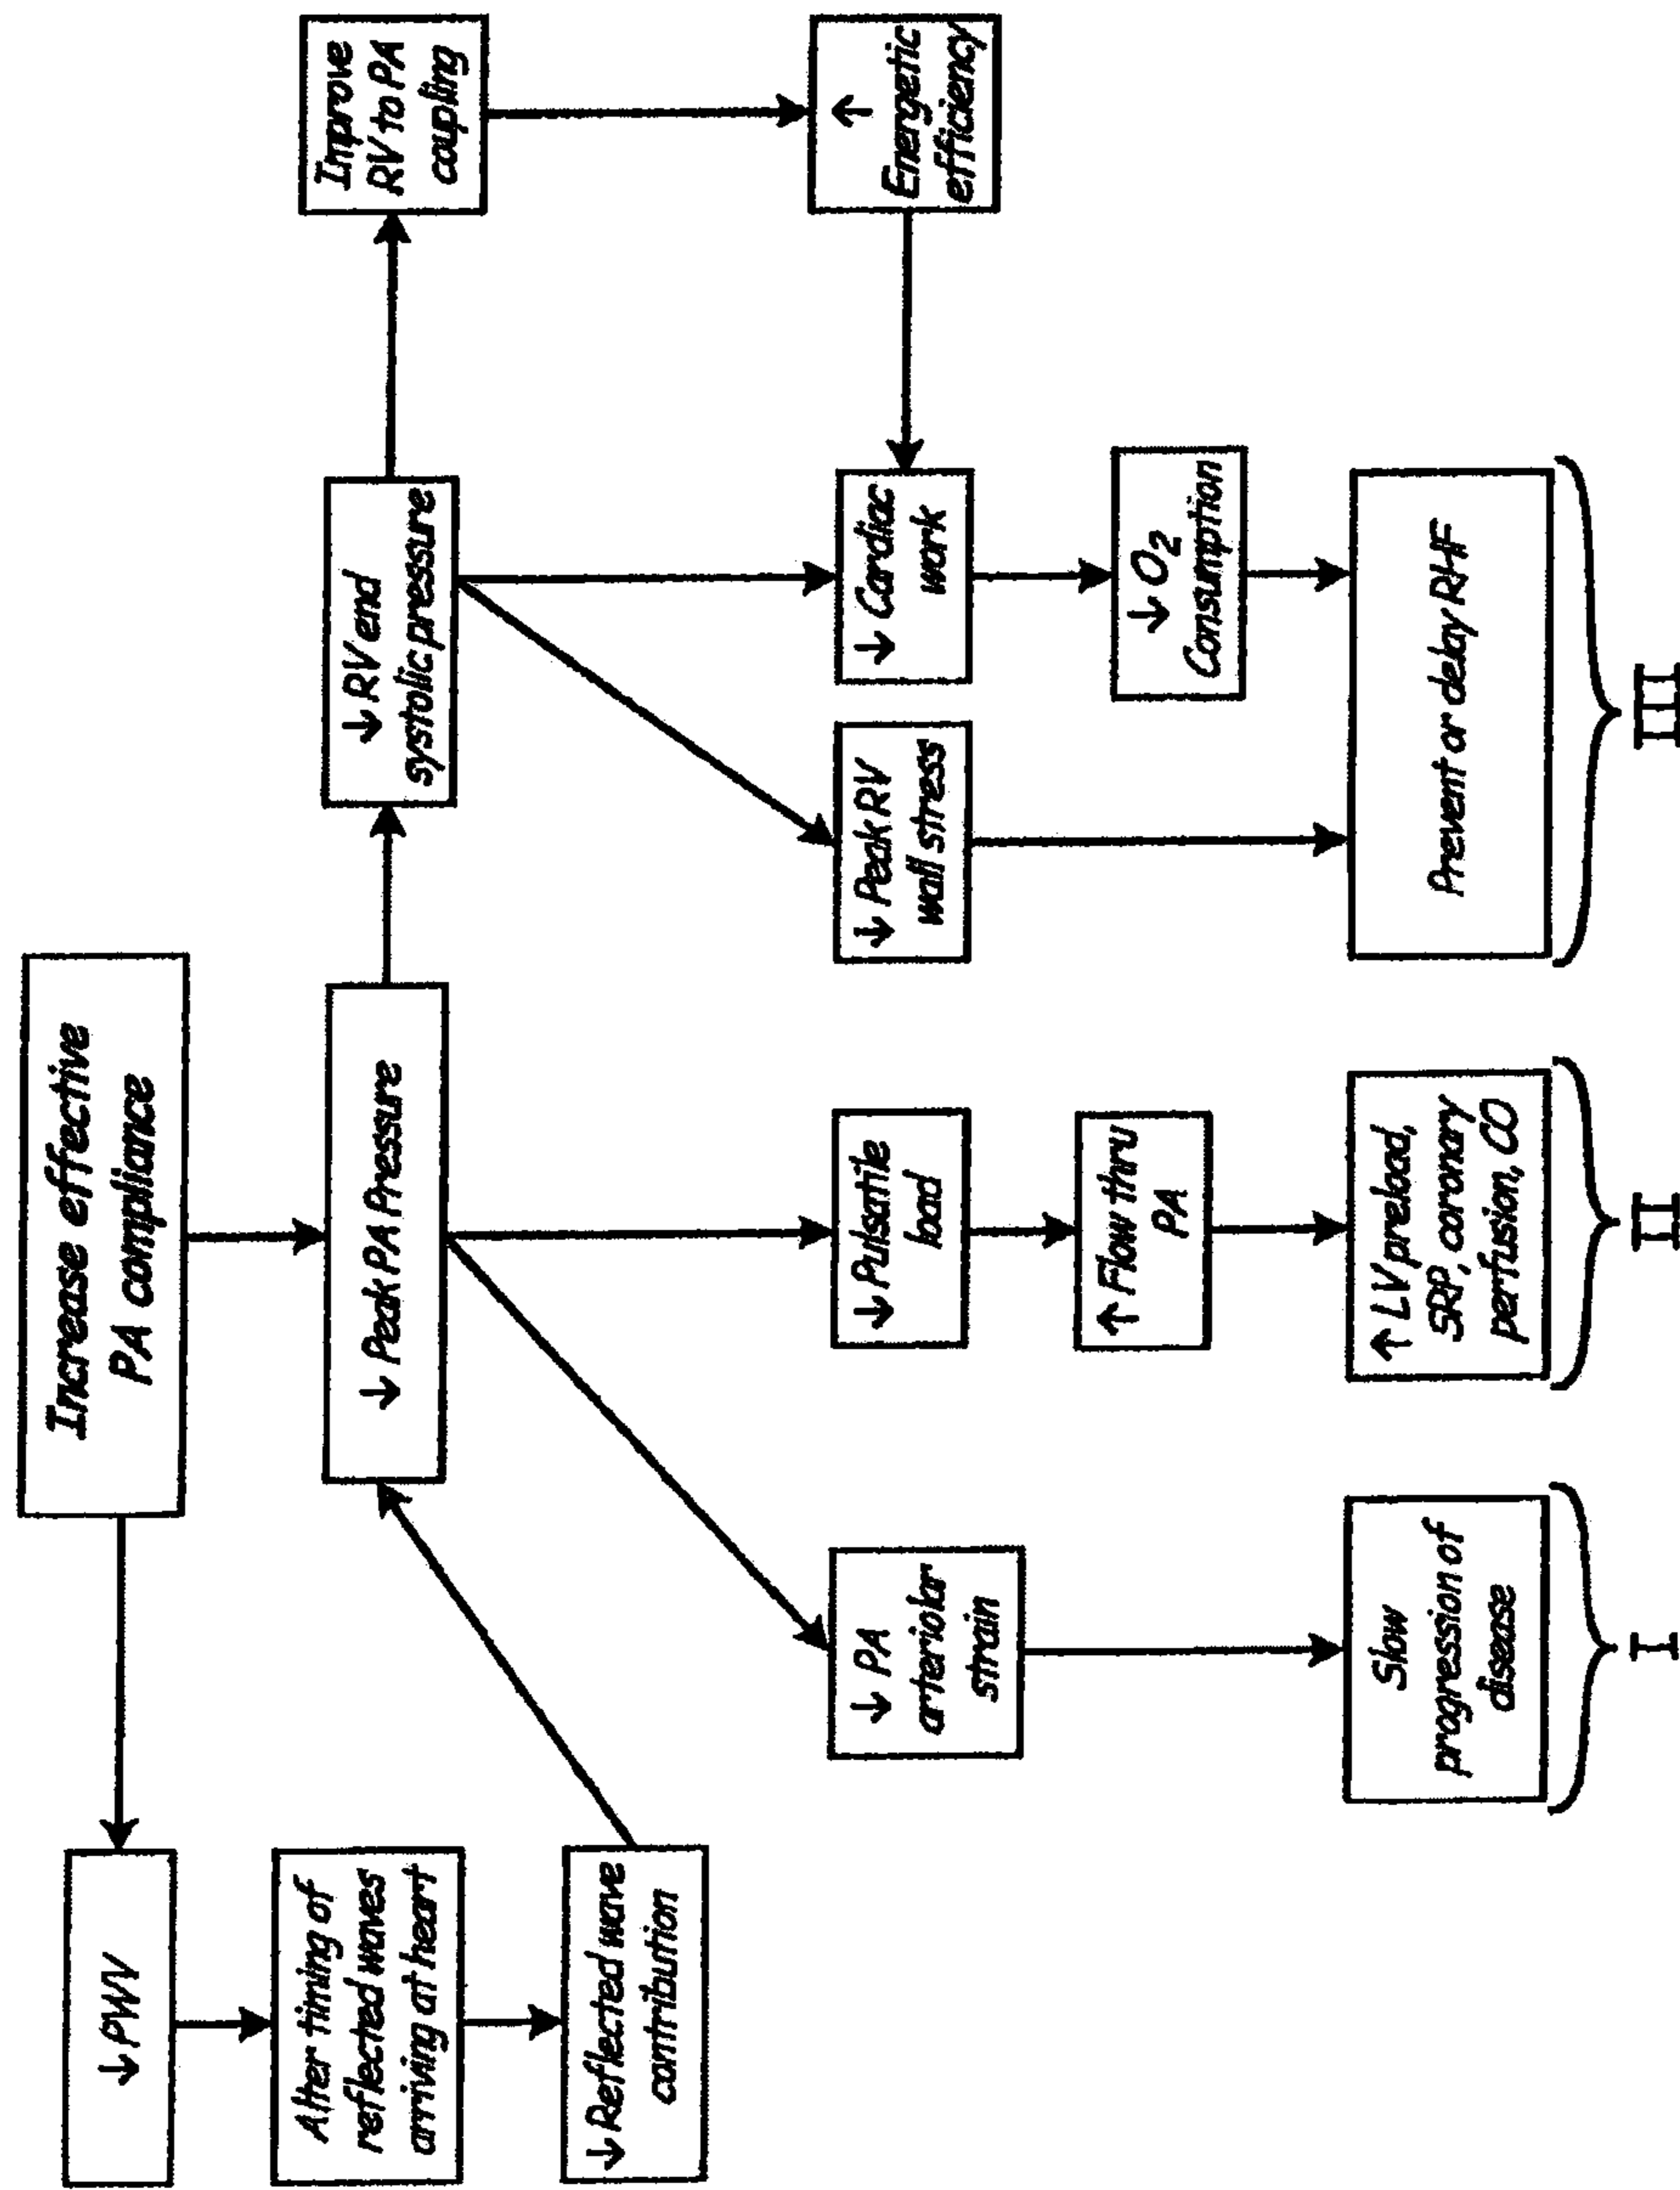 Increase effective
PA compliance
↓ PWV
Alter timing of
reflected waves
arriving at heart
↓ Reflected wave
contribution
↓ Peak PA Pressure
↓ RV end
systolic pressure
Improve
RV to PA
coupling
↓ PA
arteriolar
strain
↓ Pulsatile
load
↓ Peak RV
wall stress
↓ Cardiac
work
↑
Energetic
efficiency
↑ Flow thru
PA
↓ O₂
Consumption
Slow
progression of
disease
↑ LV preload,
SRP, coronary
perfusion, CO
Prevent or delay RHF
I
II
III